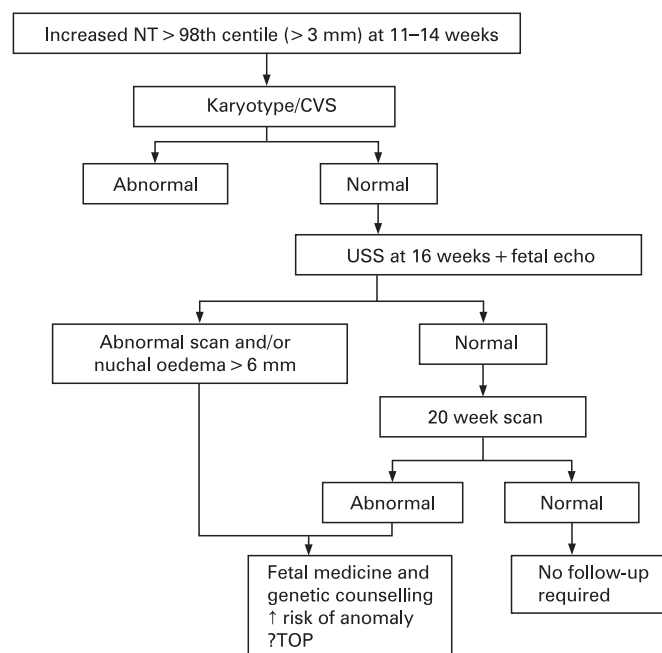 Increased NT > 98th centile (> 3 mm) at 11–14 weeks
Karyotype/CVS
Abnormal
Normal
USS at 16 weeks + fetal echo
Abnormal scan and/or
nuchal oedema > 6 mm
Normal
20 week scan
Abnormal
Normal
Fetal medicine and
genetic counselling
↑ risk of anomaly
?TOP
No follow-up
required